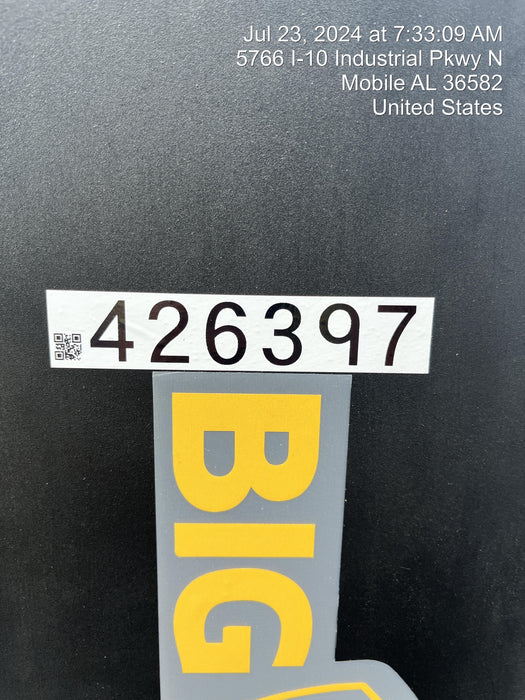 Jul 23, 2024 at 7:33:09 AM
5766 I-10 Industrial Pkwy N
Mobile AL 36582
United States
426397
BIG